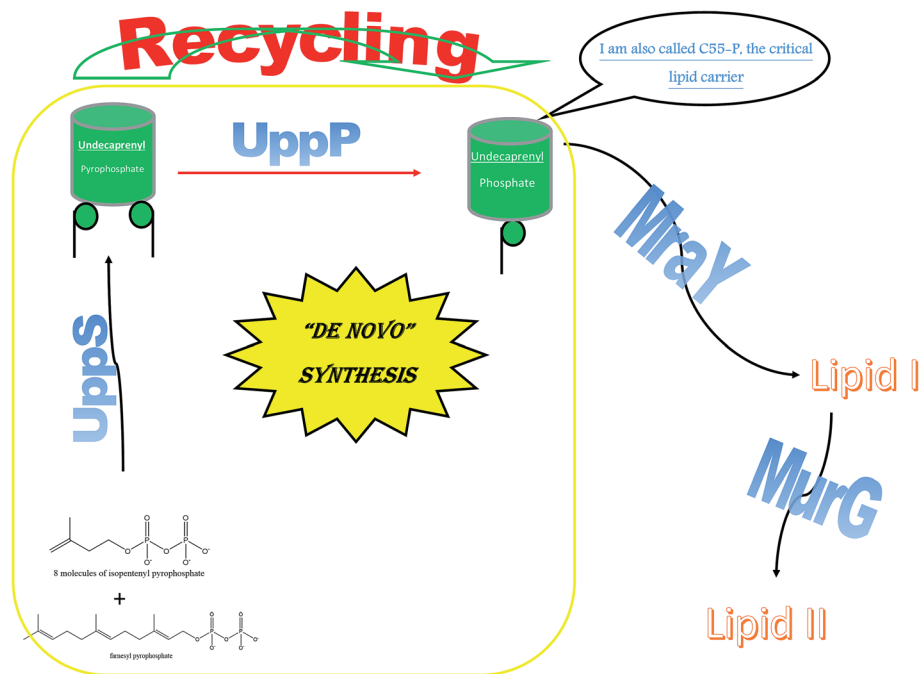 Recycling
I am also called C55-P, the critical
lipid carrier
Undecaprenyl
Pyrophosphate
UppP
Undecaprenyl
Phosphate
MraY
"DE NOVO"
SYNTHESIS
UppS
Lipid I
MurG
O O
O P O P O-
O- O-
8 molecules of isopentenyl pyrophosphate
+
O O
O P O P O-
O- O-
farnesyl pyrophosphate
Lipid II